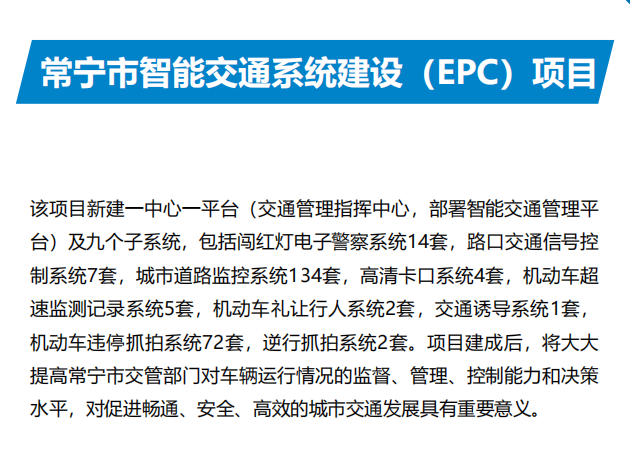 常宁市智能交通系统建设（EPC）项目
该项目新建一中心一平台（交通管理指挥中心，部署智能交通管理平
台）及九个子系统，包括闯红灯电子警察系统14套，路口交通信号控
制系统7套，城市道路监控系统134套，高清卡口系统4套，机动车超
速监测记录系统5套，机动车礼让行人系统2套，交通诱导系统1套，
机动车违停抓拍系统72套，逆行抓拍系统2套。项目建成后，将大大
提高常宁市交管部门对车辆运行情况的监督、管理、控制能力和决策
水平，对促进畅通、安全、高效的城市交通发展具有重要意义。